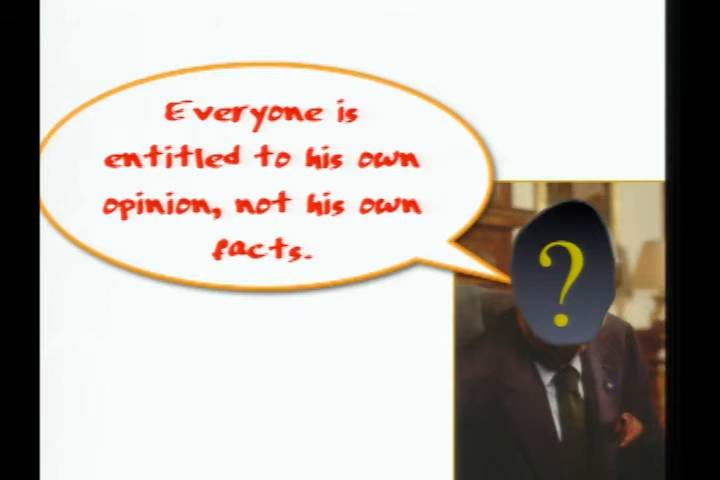 Everyone is
entitled to his own
opinion, not his own
facts.
?